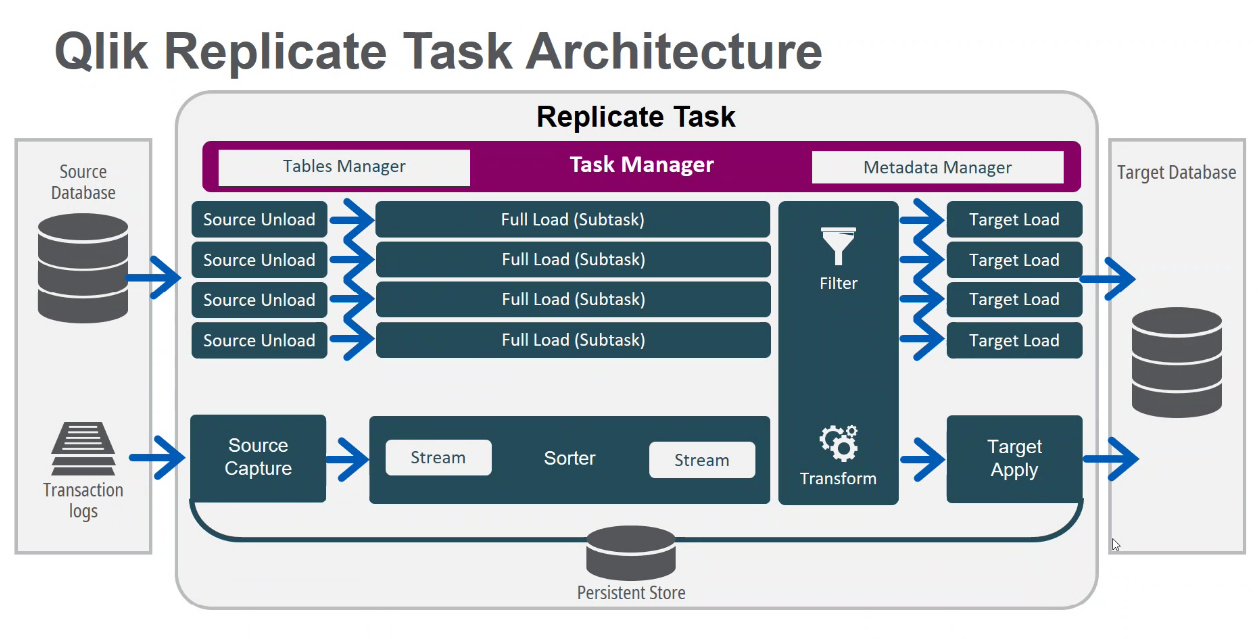 Qlik Replicate Task Architecture
Replicate Task
Tables Manager
Task Manager
Metadata Manager
Source
Database
Target Database
Source Unload
Full Load (Subtask)
Target Load
Source Unload
Full Load (Subtask)
Target Load
Source Unload
Full Load (Subtask)
Target Load
Source Unload
Full Load (Subtask)
Target Load
Filter
Transaction
logs
Source
Capture
Stream
Sorter
Stream
Transform
Target
Apply
Persistent Store